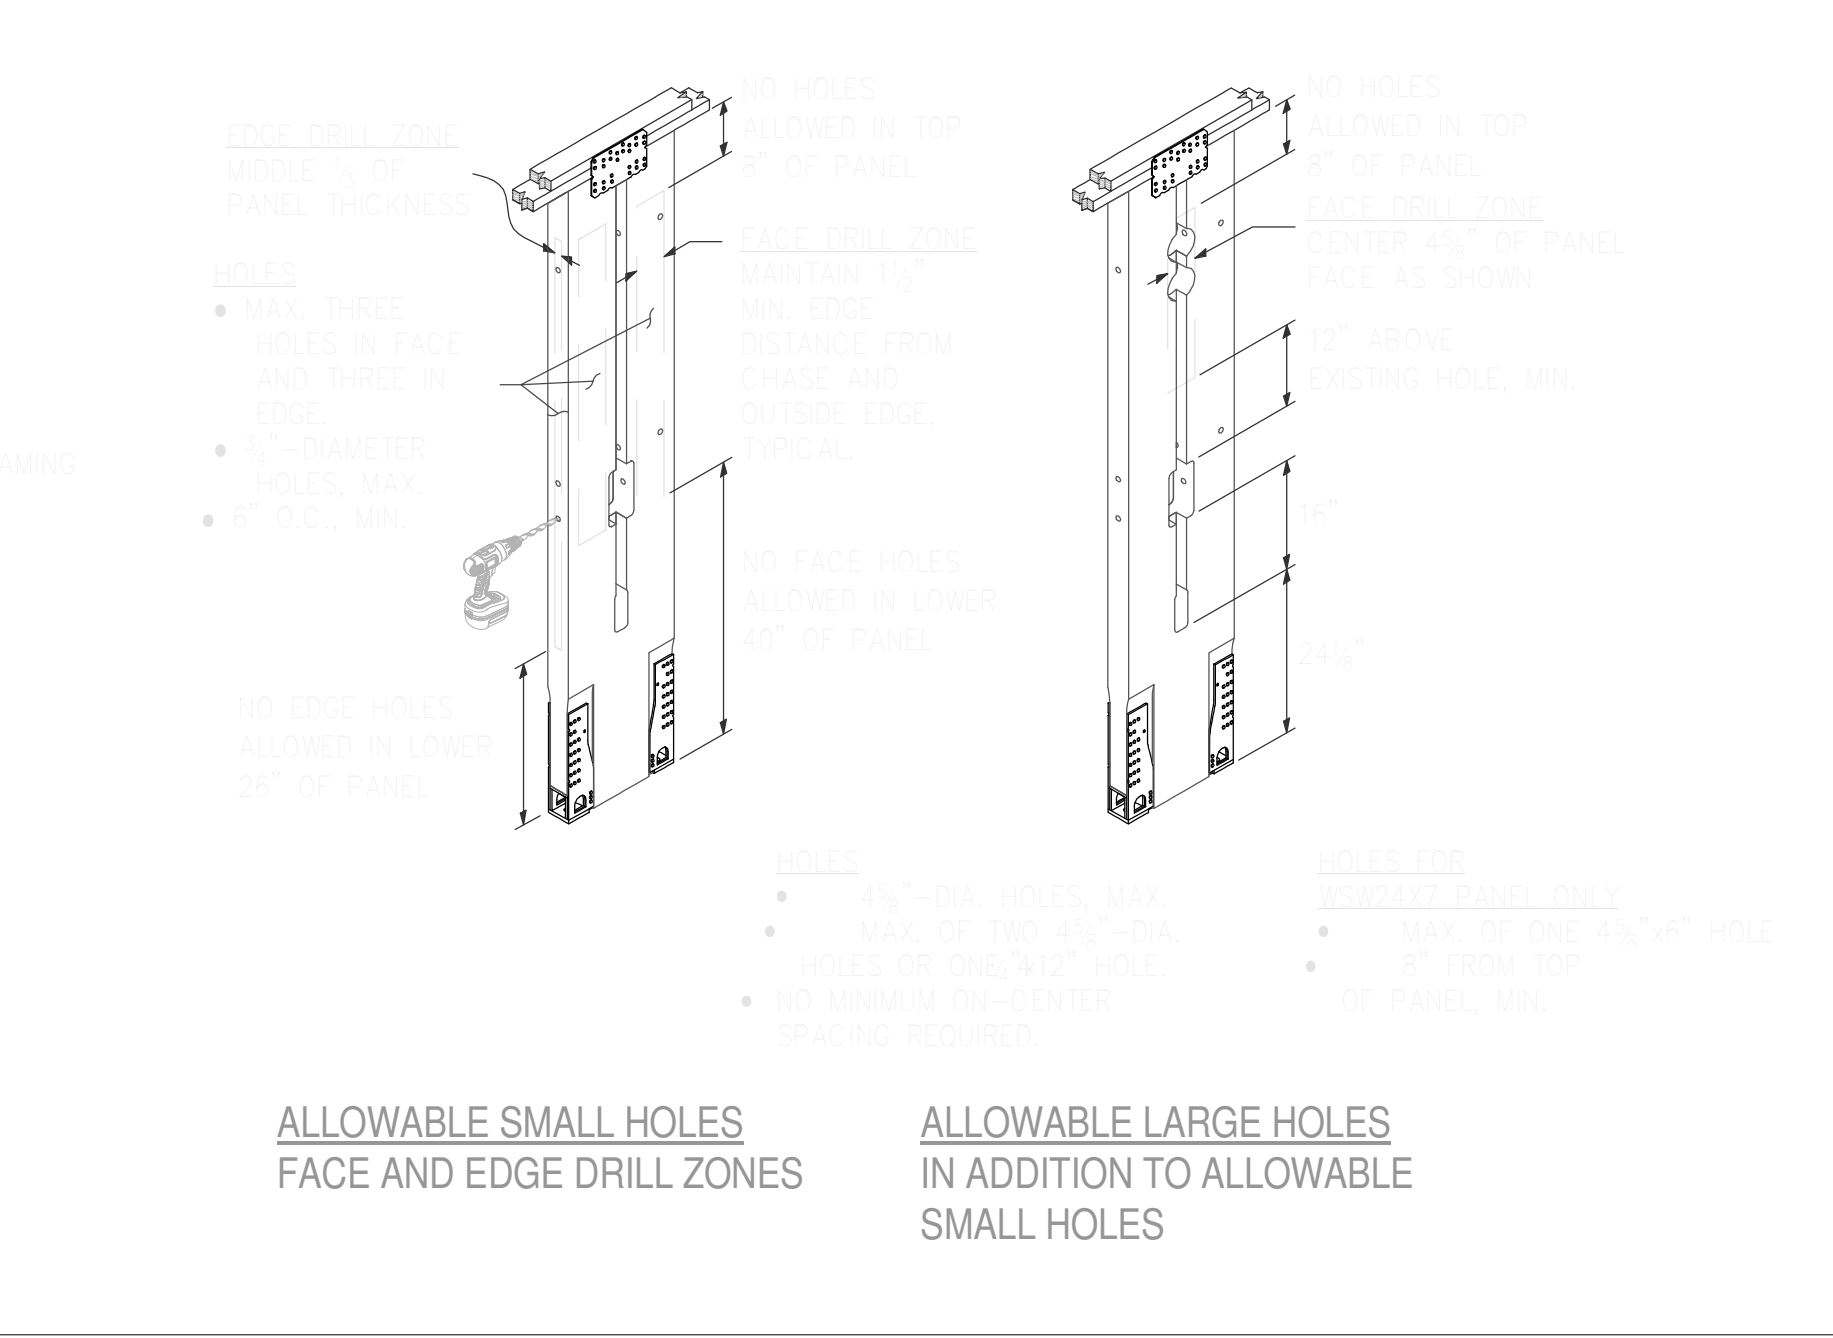 EDGE DRILL ZONE
MIDDLE ⅓ OF
PANEL THICKNESS
HOLES
• MAX. THREE
HOLES IN FACE
AND THREE IN
EDGE.
• ¾"-DIAMETER
HOLES, MAX.
• 6" O.C., MIN.
AMING
NO EDGE HOLES
ALLOWED IN LOWER
26" OF PANEL
NO HOLES
ALLOWED IN TOP
8" OF PANEL
FACE DRILL ZONE
MAINTAIN 1½"
MIN. EDGE
DISTANCE FROM
CHASE AND
OUTSIDE EDGE,
TYPICAL.
NO FACE HOLES
ALLOWED IN LOWER
40" OF PANEL
NO HOLES
ALLOWED IN TOP
8" OF PANEL
FACE DRILL ZONE
CENTER 4⅝" OF PANEL
FACE AS SHOWN
12" ABOVE
EXISTING HOLE, MIN.
16"
24⅛"
HOLES
• 4⅝"-DIA. HOLES, MAX.
• MAX. OF TWO 4⅝"-DIA.
HOLES OR ONE x12" HOLE.
• NO MINIMUM ON-CENTER
SPACING REQUIRED.
HOLES FOR
WSW24X7 PANEL ONLY
• MAX. OF ONE 4⅝"x6" HOLE
• 8" FROM TOP
OF PANEL, MIN.
ALLOWABLE SMALL HOLES
FACE AND EDGE DRILL ZONES
ALLOWABLE LARGE HOLES
IN ADDITION TO ALLOWABLE
SMALL HOLES